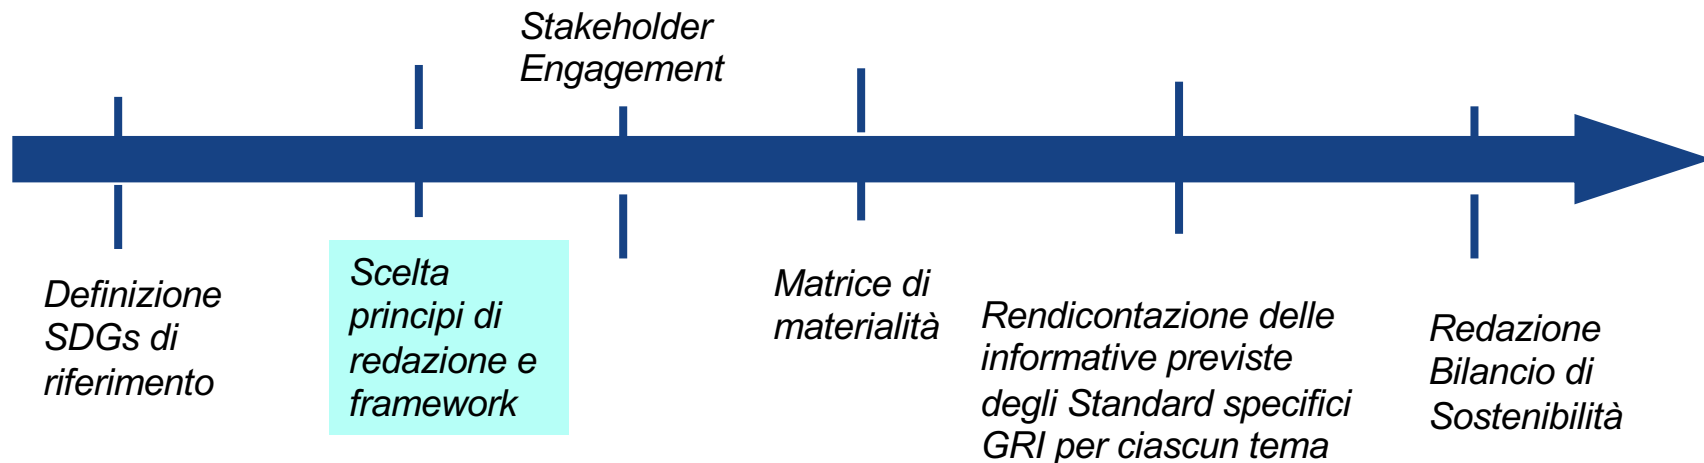 Stakeholder
Engagement
Definizione
SDGs di
riferimento
Scelta
principi di
redazione e
framework
Matrice di
materialità
Rendicontazione delle
informative previste
degli Standard specifici
GRI per ciascun tema
Redazione
Bilancio di
Sostenibilità